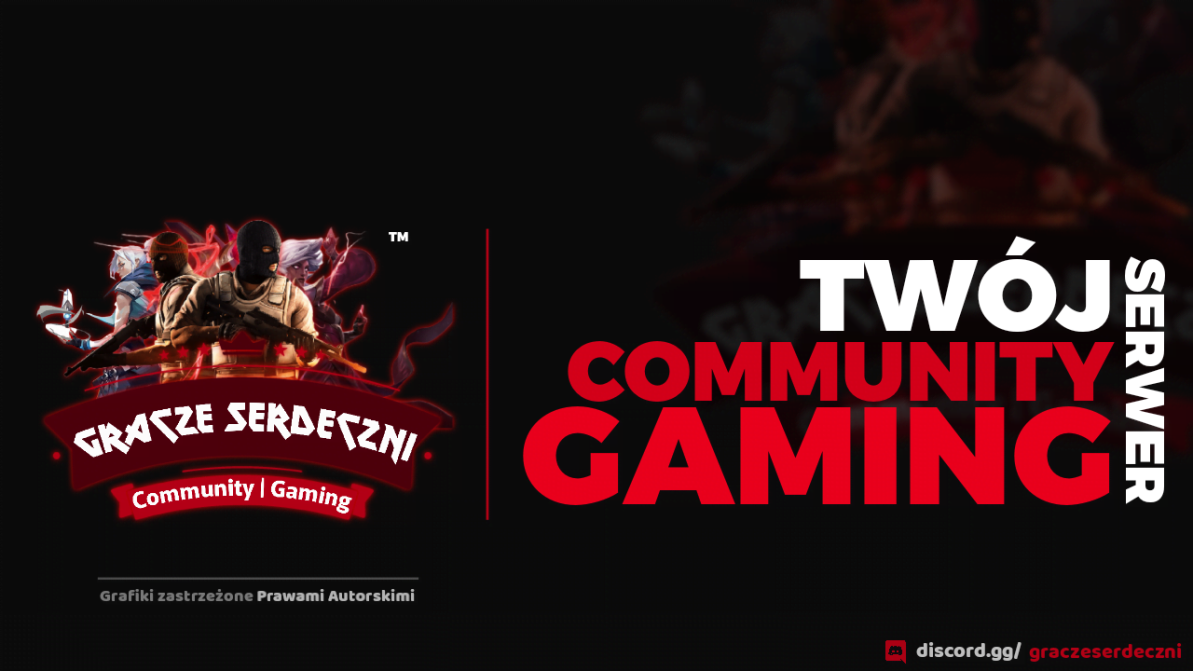 TM
GRACZE SERDECZNI
Community | Gaming
Grafiki zastrzeżone Prawami Autorskimi
TWÓJ
COMMUNITY
GAMING
SERWER
discord.gg/ graczeserdeczni